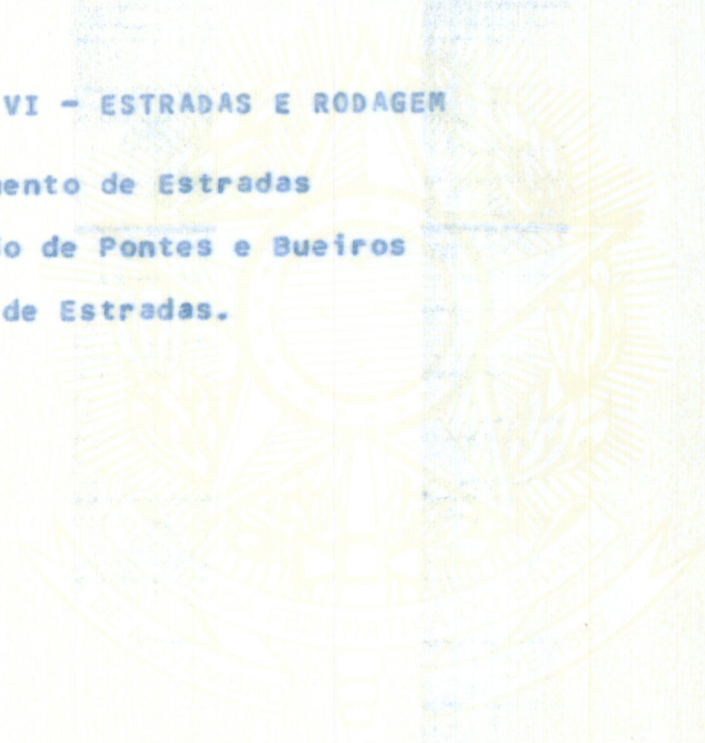 VI - ESTRADAS E RODAGEM
ento de Estradas
o de Pontes e Bueiros
de Estradas.